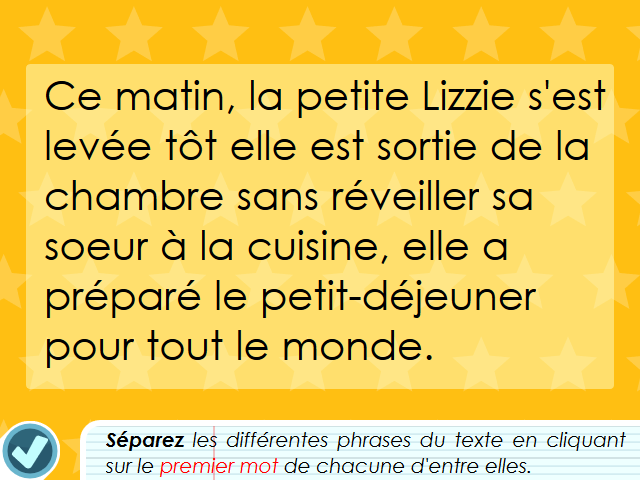 Ce matin, la petite Lizzie s'est
levée tôt elle est sortie de la
chambre sans réveiller sa
soeur à la cuisine, elle a
préparé le petit-déjeuner
pour tout le monde.
Séparez les différentes phrases du texte en cliquant
sur le premier mot de chacune d'entre elles.